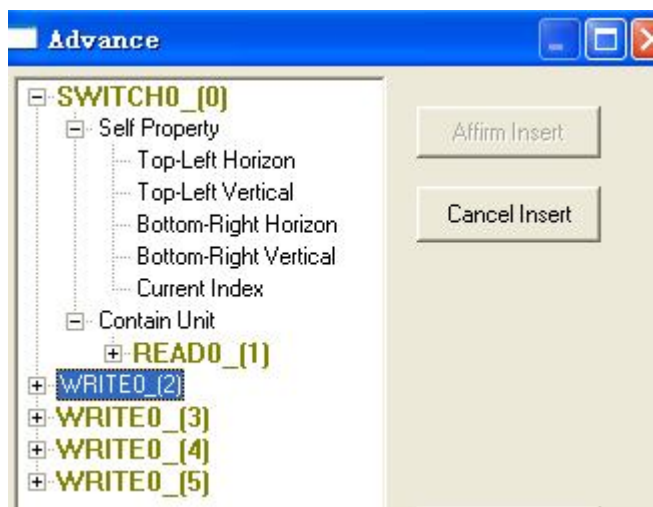 Advance
SWITCH0_(0)
Self Property
Top-Left Horizon
Top-Left Vertical
Bottom-Right Horizon
Bottom-Right Vertical
Current Index
Contain Unit
READ0_(1)
WRITE0_(2)
WRITE0_(3)
WRITE0_(4)
WRITE0_(5)
Affirm Insert
Cancel Insert